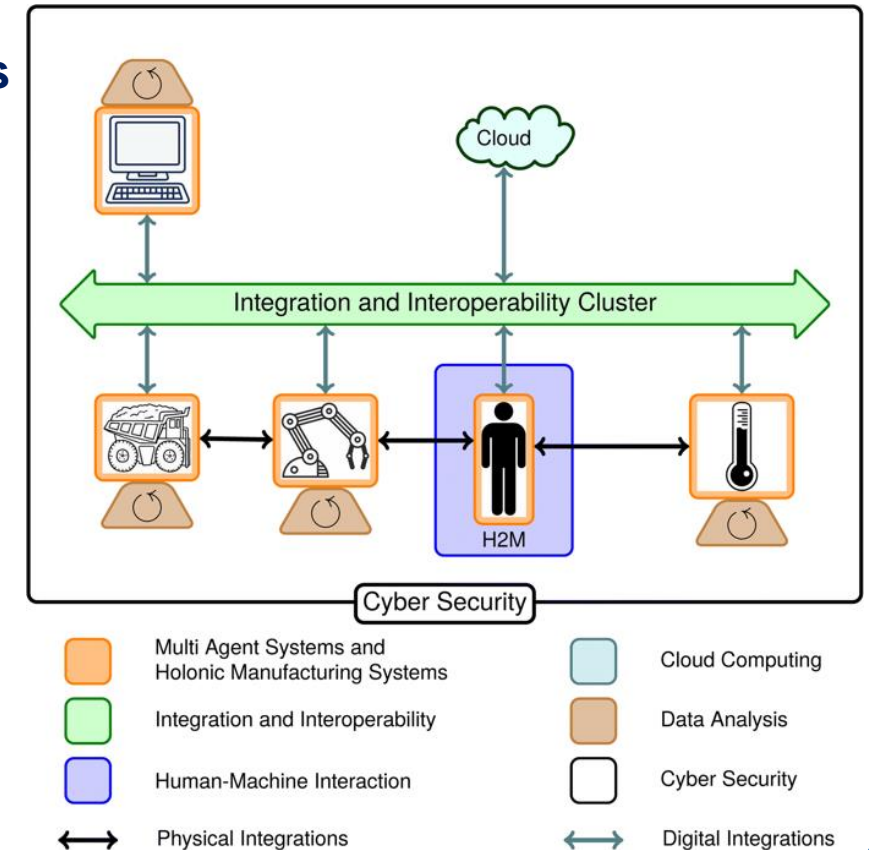 s
Cloud
Integration and Interoperability Cluster
H2M
Cyber Security
Multi Agent Systems and
Holonic Manufacturing Systems
Cloud Computing
Integration and Interoperability
Data Analysis
Human-Machine Interaction
Cyber Security
Physical Integrations
Digital Integrations